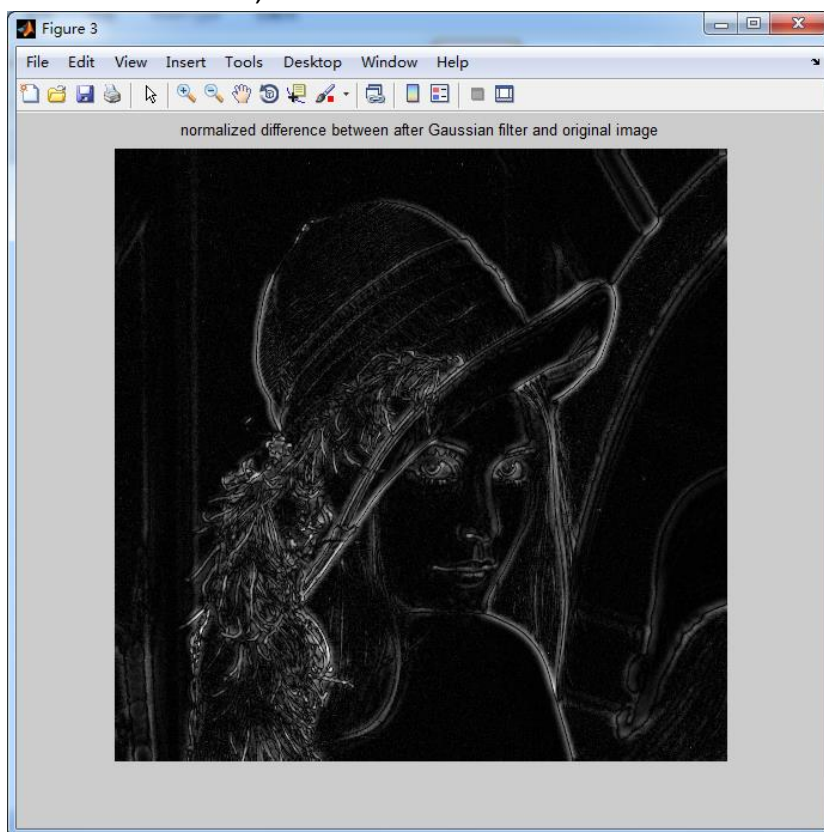 Figure 3
File Edit View Insert Tools Desktop Window Help
normalized difference between after Gaussian filter and original image